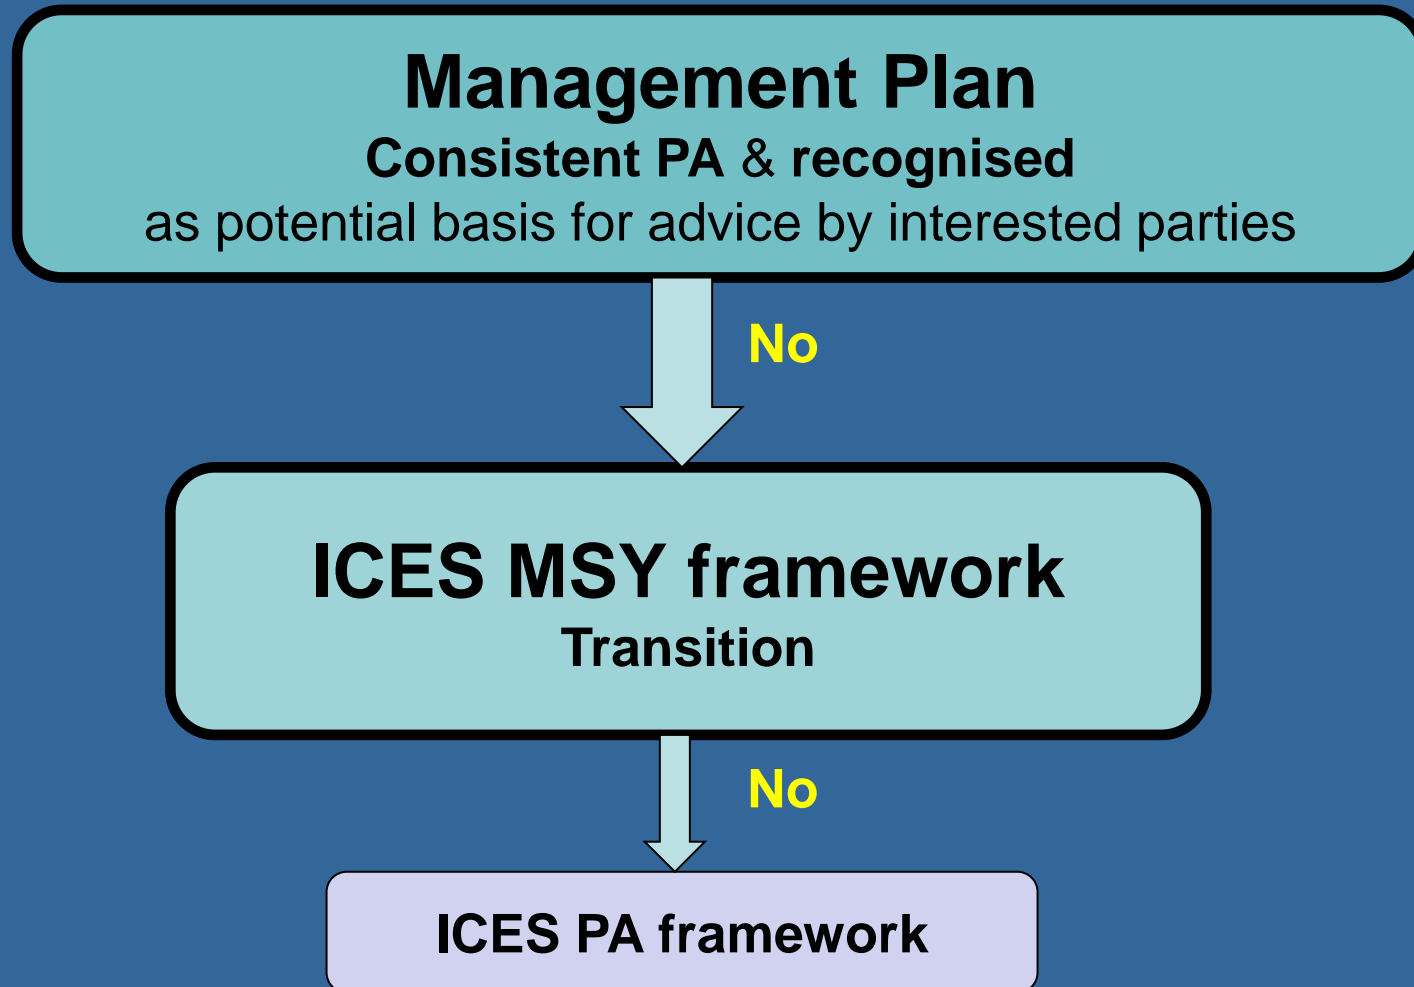 Management Plan
Consistent PA & recognised
as potential basis for advice by interested parties
No
ICES MSY framework
Transition
No
ICES PA framework